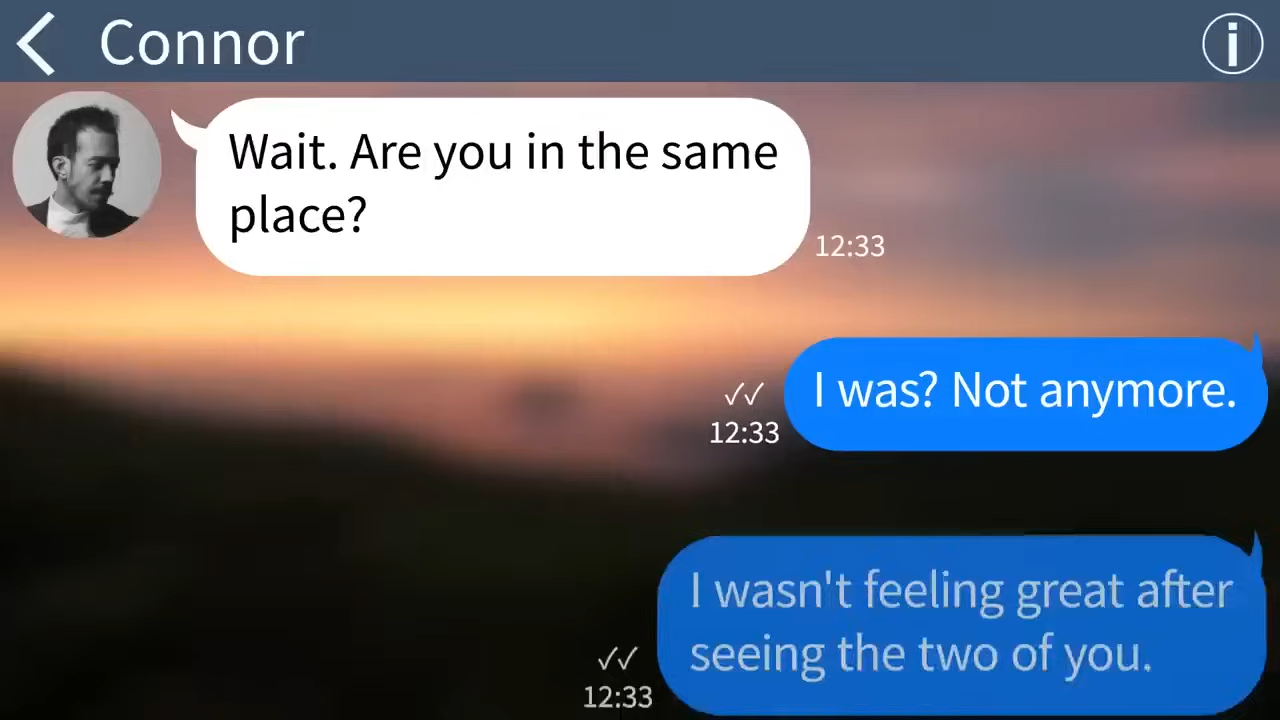 Connor
Wait. Are you in the same
place?
12:33
I was? Not anymore.
12:33
I wasn't feeling great after
seeing the two of you.
12:33